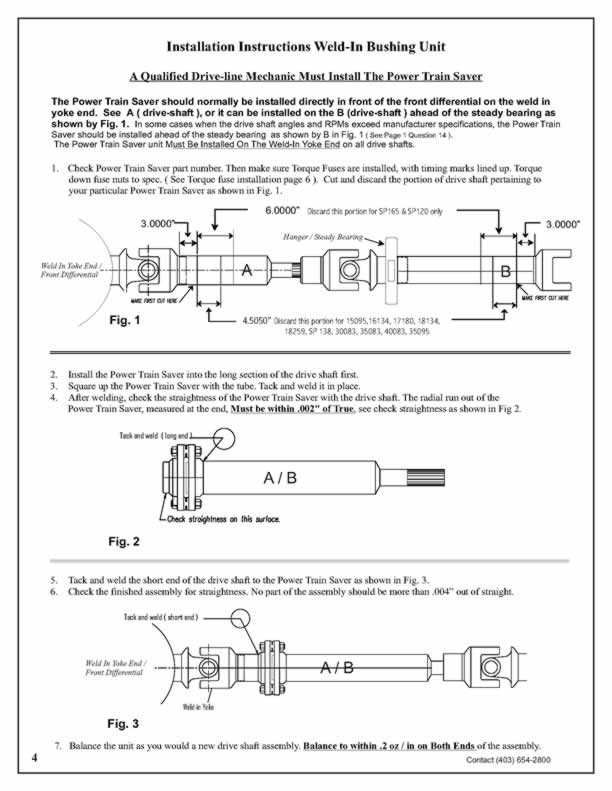 Installation Instructions Weld-In Bushing Unit
A Qualified Drive-line Mechanic Must Install The Power Train Saver
The Power Train Saver should normally be installed directly in front of the front differential on the weld in
yoke end. See A ( drive-shaft ), or it can be installed on the B (drive-shaft ) ahead of the steady bearing as
shown by Fig. 1. In some cases when the drive shaft angles and RPMs exceed manufacturer specifications, the Power Train
Saver should be installed ahead of the steady bearing as shown by B in Fig. 1 ( See Page 1 Question 14 ).
The Power Train Saver unit Must Be Installed On The Weld-In Yoke End on all drive shafts.
1. Check Power Train Saver part number. Then make sure Torque Fuses are installed, with timing marks lined up. Torque
down fuse nuts to spec. ( See Torque fuse installation page 6 ). Cut and discard the portion of drive shaft pertaining to
your particular Power Train Saver as shown in Fig. 1.
6.0000" Discard this portion for SP165 & SP120 only
3.0000"
3.0000"
Hanger / Steady Bearing
Weld In Yoke End /
Front Differential
A
B
MAKE FIRST CUT HERE
MAKE FIRST CUT HERE
Fig. 1
4.5050" Discard this portion for 15095,16134, 17180, 18134,
18259, SP 138, 30083, 35083, 40083, 35095
2. Install the Power Train Saver into the long section of the drive shaft first.
3. Square up the Power Train Saver with the tube. Tack and weld it in place.
4. After welding, check the straightness of the Power Train Saver with the drive shaft. The radial run out of the
Power Train Saver, measured at the end, Must be within .002" of True, see check straightness as shown in Fig 2.
Tack and weld ( long end )
A / B
Check straightness on this surface.
Fig. 2
5. Tack and weld the short end of the drive shaft to the Power Train Saver as shown in Fig. 3.
6. Check the finished assembly for straightness. No part of the assembly should be more than .004" out of straight.
Tack and weld ( short end )
Weld In Yoke End /
Front Differential
A / B
Weld in Yoke
Fig. 3
7. Balance the unit as you would a new drive shaft assembly. Balance to within .2 oz / in on Both Ends of the assembly.
4
Contact (403) 654-2800